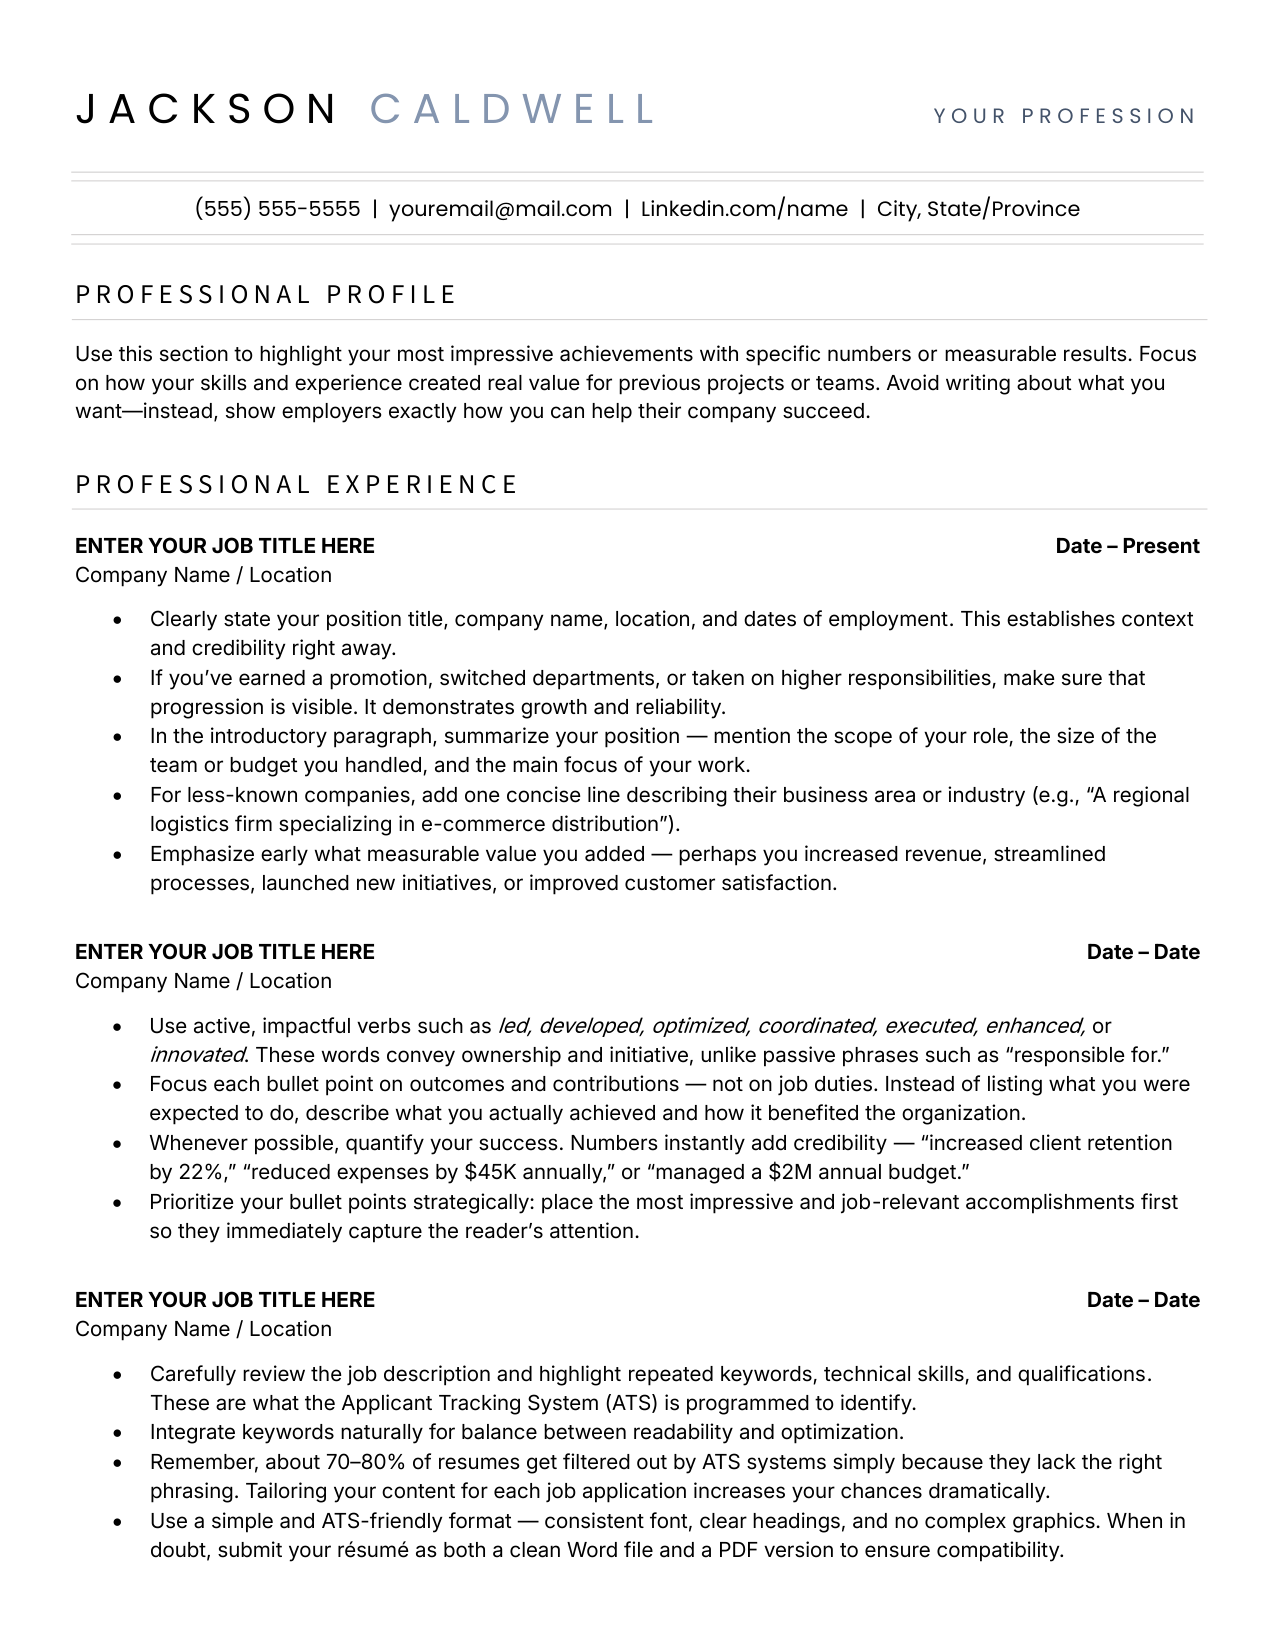 JACKSON CALDWELL YOUR PROFESSION
(555) 555-5555 | youremail@mail.com | Linkedin.com/name | City, State/Province
PROFESSIONAL PROFILE
Use this section to highlight your most impressive achievements with specific numbers or measurable results. Focus
on how your skills and experience created real value for previous projects or teams. Avoid writing about what you
want—instead, show employers exactly how you can help their company succeed.
PROFESSIONAL EXPERIENCE
ENTER YOUR JOB TITLE HERE Date – Present
Company Name / Location
• Clearly state your position title, company name, location, and dates of employment. This establishes context
and credibility right away.
• If you’ve earned a promotion, switched departments, or taken on higher responsibilities, make sure that
progression is visible. It demonstrates growth and reliability.
• In the introductory paragraph, summarize your position — mention the scope of your role, the size of the
team or budget you handled, and the main focus of your work.
• For less-known companies, add one concise line describing their business area or industry (e.g., “A regional
logistics firm specializing in e-commerce distribution”).
• Emphasize early what measurable value you added — perhaps you increased revenue, streamlined
processes, launched new initiatives, or improved customer satisfaction.
ENTER YOUR JOB TITLE HERE Date – Date
Company Name / Location
• Use active, impactful verbs such as led, developed, optimized, coordinated, executed, enhanced, or
innovated. These words convey ownership and initiative, unlike passive phrases such as “responsible for.”
• Focus each bullet point on outcomes and contributions — not on job duties. Instead of listing what you were
expected to do, describe what you actually achieved and how it benefited the organization.
• Whenever possible, quantify your success. Numbers instantly add credibility — “increased client retention
by 22%,” “reduced expenses by $45K annually,” or “managed a $2M annual budget.”
• Prioritize your bullet points strategically: place the most impressive and job-relevant accomplishments first
so they immediately capture the reader’s attention.
ENTER YOUR JOB TITLE HERE Date – Date
Company Name / Location
• Carefully review the job description and highlight repeated keywords, technical skills, and qualifications.
These are what the Applicant Tracking System (ATS) is programmed to identify.
• Integrate keywords naturally for balance between readability and optimization.
• Remember, about 70–80% of resumes get filtered out by ATS systems simply because they lack the right
phrasing. Tailoring your content for each job application increases your chances dramatically.
• Use a simple and ATS-friendly format — consistent font, clear headings, and no complex graphics. When in
doubt, submit your résumé as both a clean Word file and a PDF version to ensure compatibility.